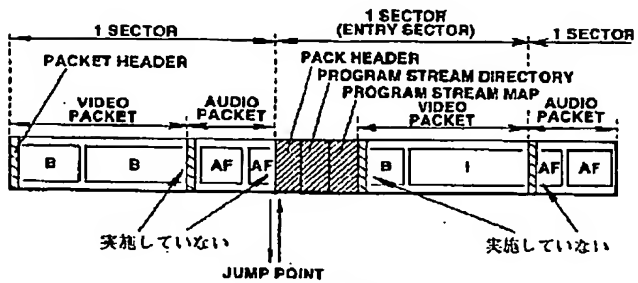 1 SECTOR
1 SECTOR
(ENTRY SECTOR)
1 SECTOR
PACKET HEADER
PACK HEADER
PROGRAM STREAM DIRECTORY
PROGRAM STREAM MAP
VIDEO
PACKET
AUDIO
PACKET
VIDEO
PACKET
AUDIO
PACKET
B B AF AF B I AF AF
実施していない
実施していない
JUMP POINT